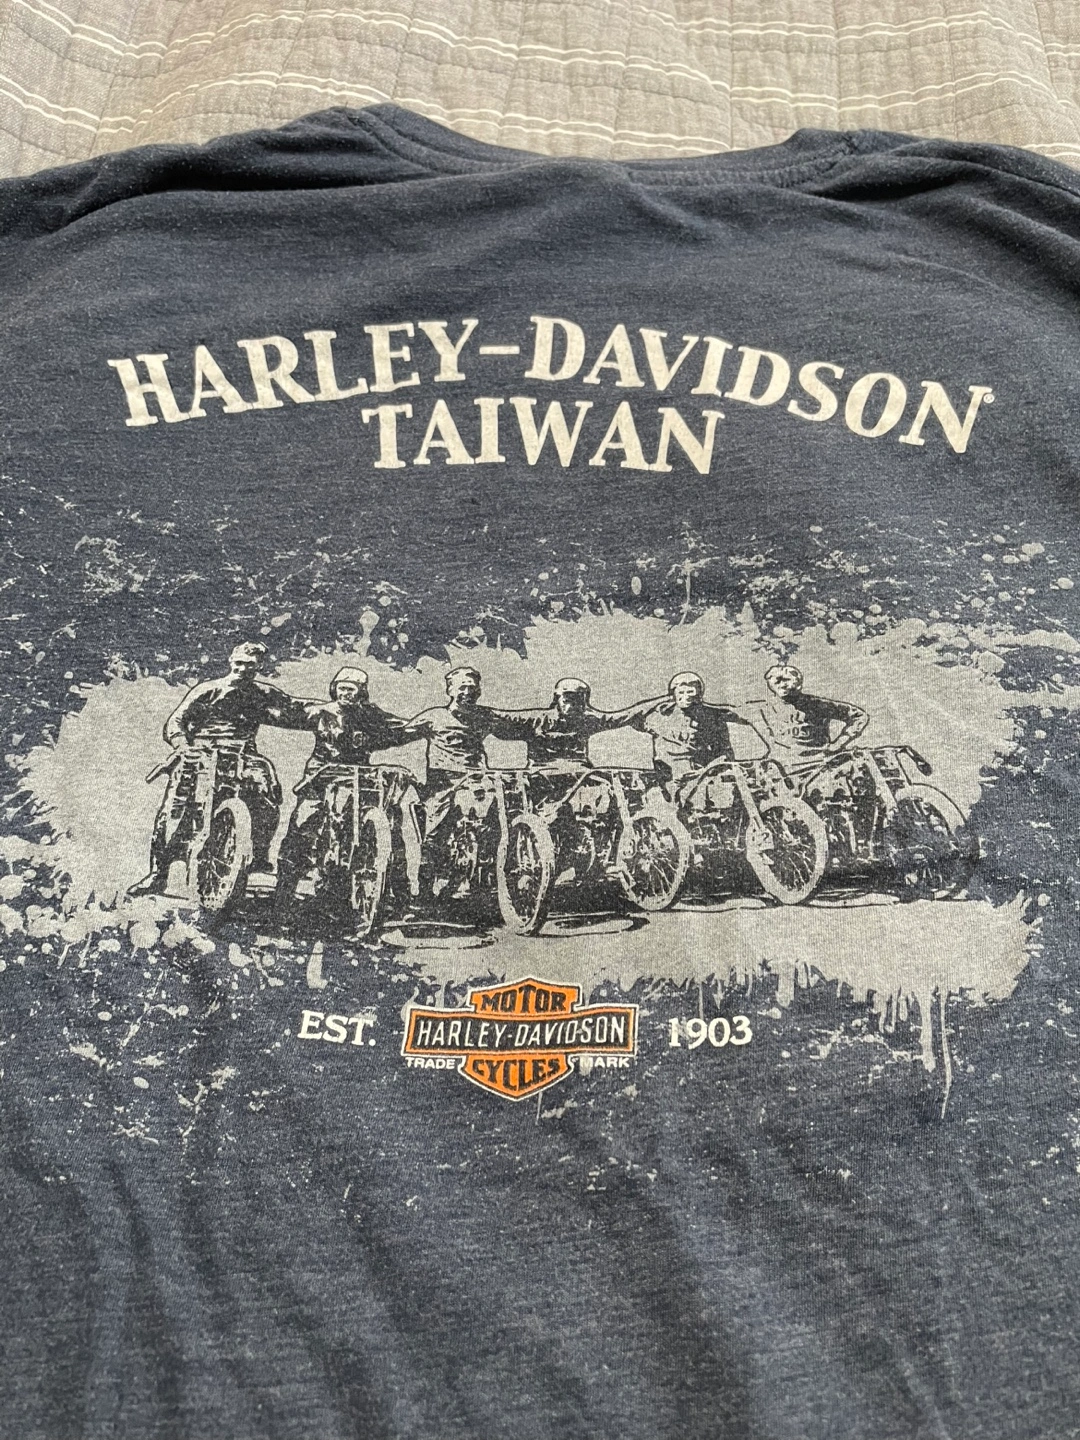 HARLEY-DAVIDSON®
TAIWAN
EST.
MOTOR
HARLEY-DAVIDSON
CYCLES
TRADE MARK
1903